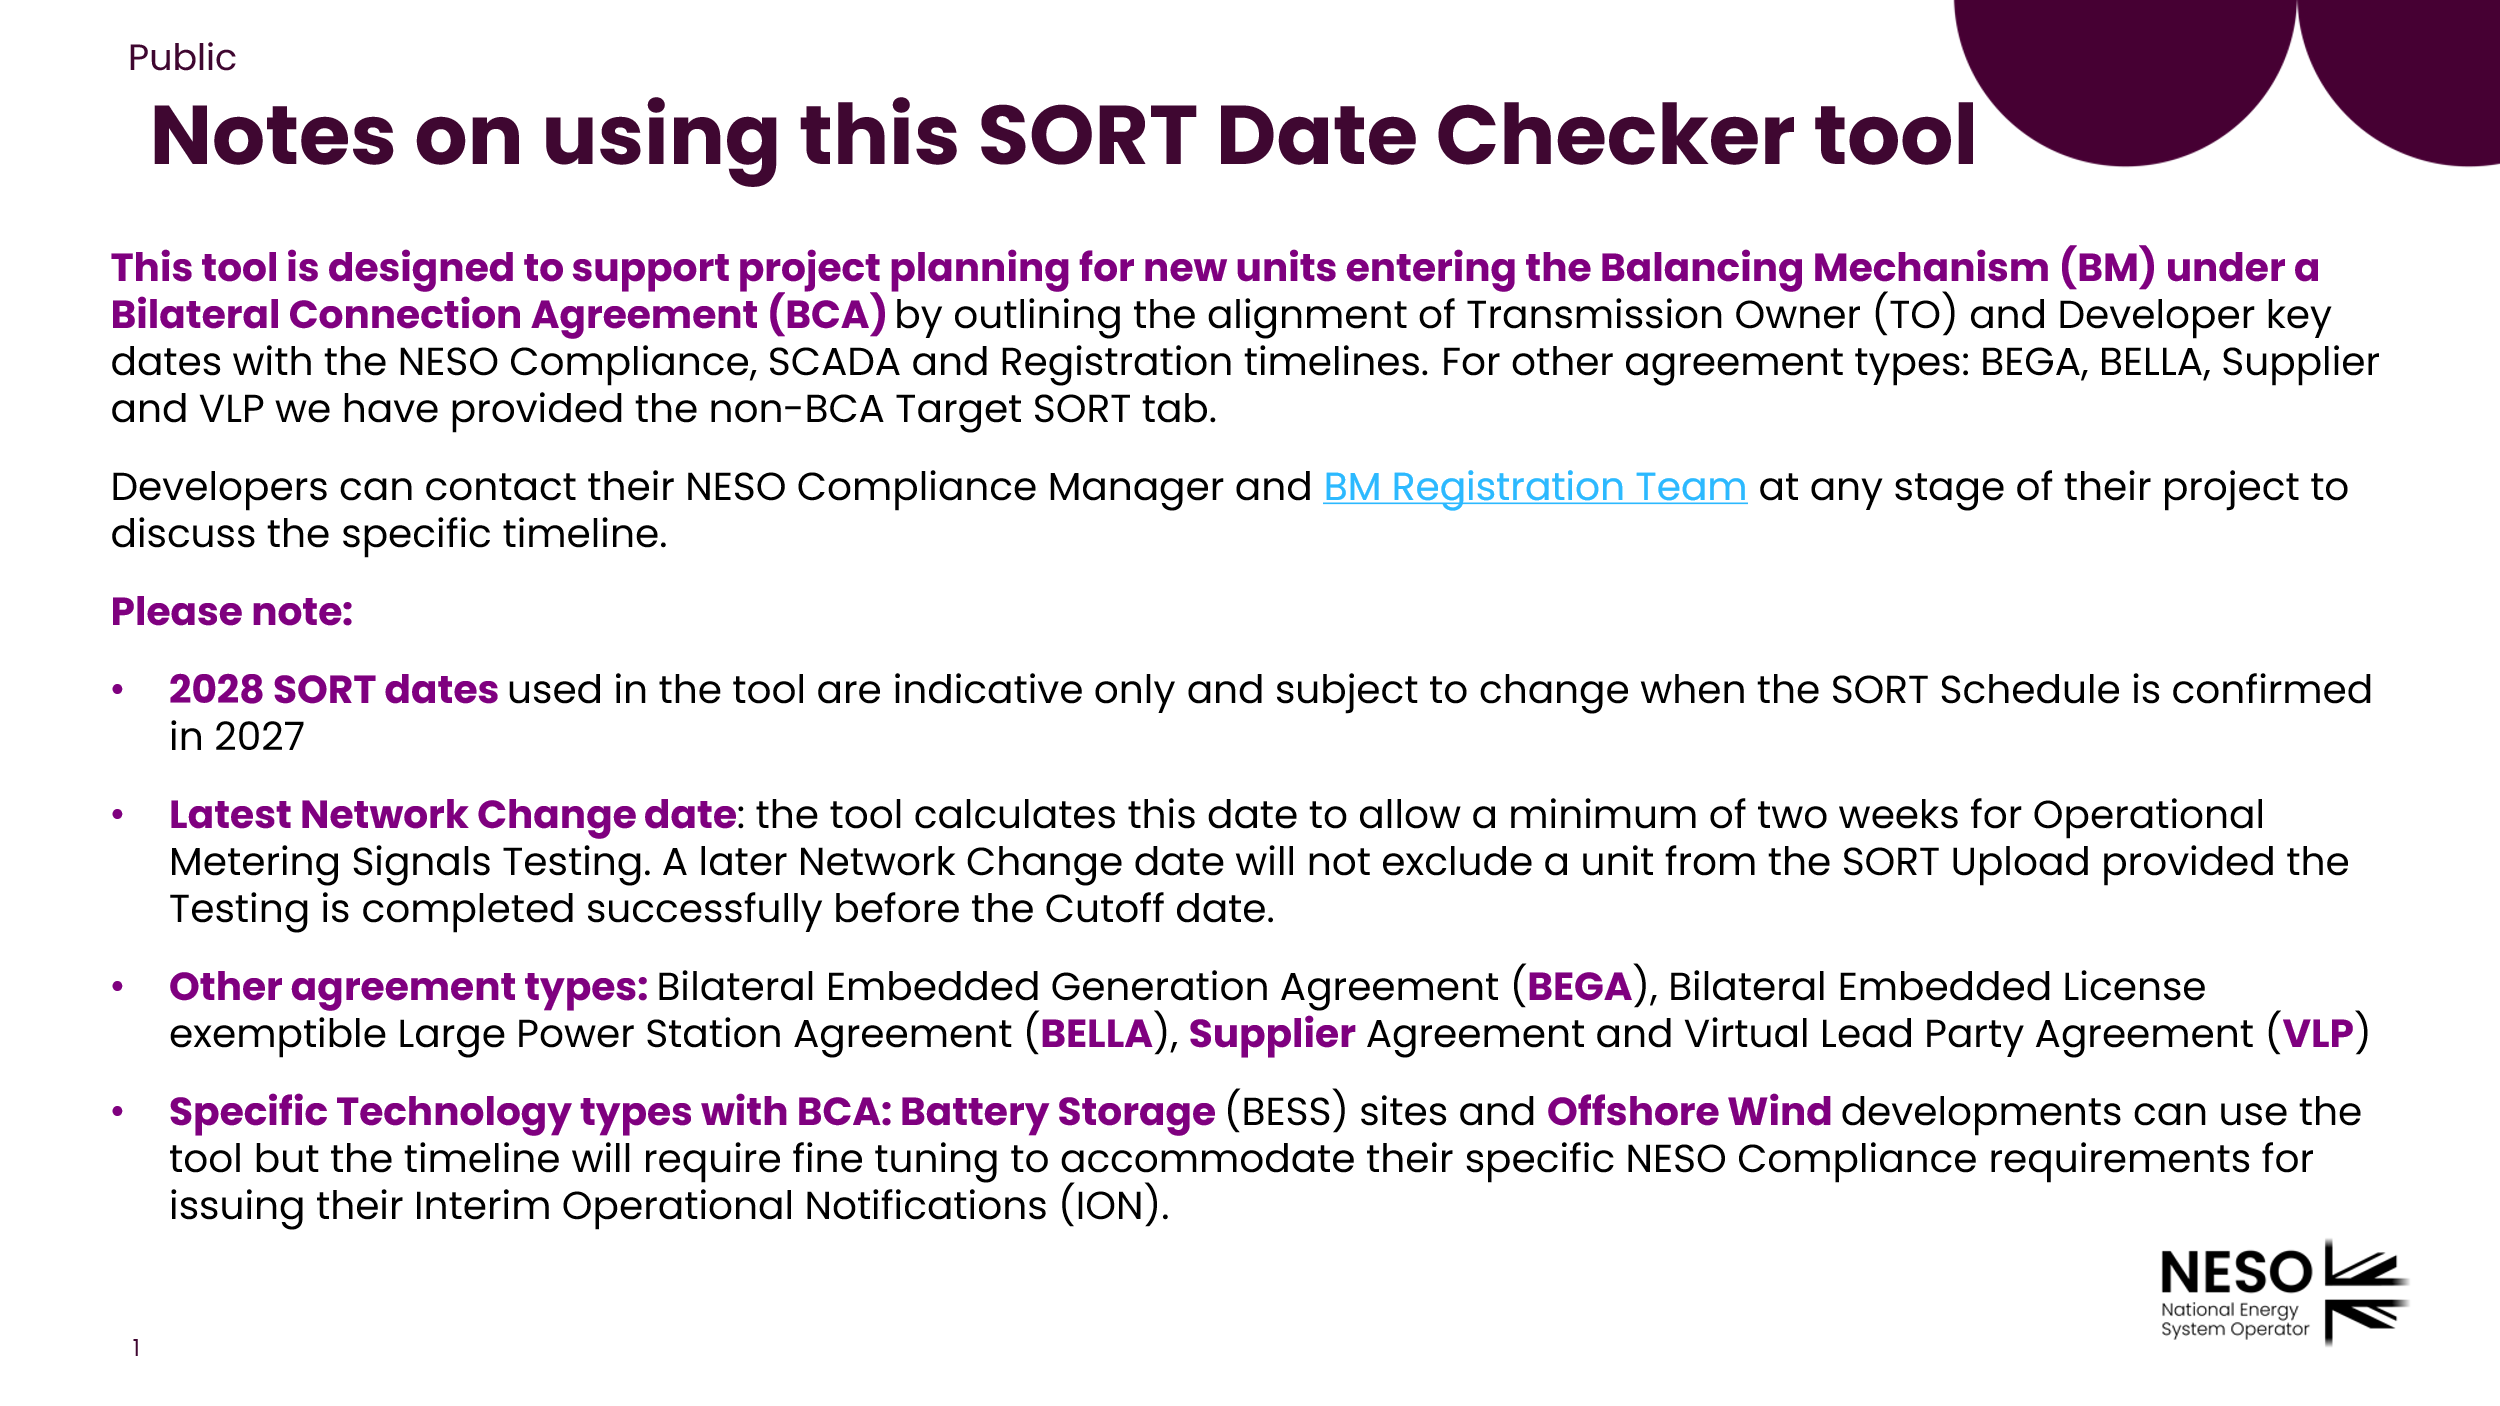 Public
Notes on using this SORT Date Checker tool
This tool is designed to support project planning for new units entering the Balancing Mechanism (BM) under a
Bilateral Connection Agreement (BCA) by outlining the alignment of Transmission Owner (TO) and Developer key
dates with the NESO Compliance, SCADA and Registration timelines. For other agreement types: BEGA, BELLA, Supplier
and VLP we have provided the non-BCA Target SORT tab.
Developers can contact their NESO Compliance Manager and BM Registration Team at any stage of their project to
discuss the specific timeline.
Please note:
• 2028 SORT dates used in the tool are indicative only and subject to change when the SORT Schedule is confirmed
in 2027
• Latest Network Change date: the tool calculates this date to allow a minimum of two weeks for Operational
Metering Signals Testing. A later Network Change date will not exclude a unit from the SORT Upload provided the
Testing is completed successfully before the Cutoff date.
• Other agreement types: Bilateral Embedded Generation Agreement (BEGA), Bilateral Embedded License
exemptible Large Power Station Agreement (BELLA), Supplier Agreement and Virtual Lead Party Agreement (VLP)
• Specific Technology types with BCA: Battery Storage (BESS) sites and Offshore Wind developments can use the
tool but the timeline will require fine tuning to accommodate their specific NESO Compliance requirements for
issuing their Interim Operational Notifications (ION).
NESO
National Energy
System Operator
1